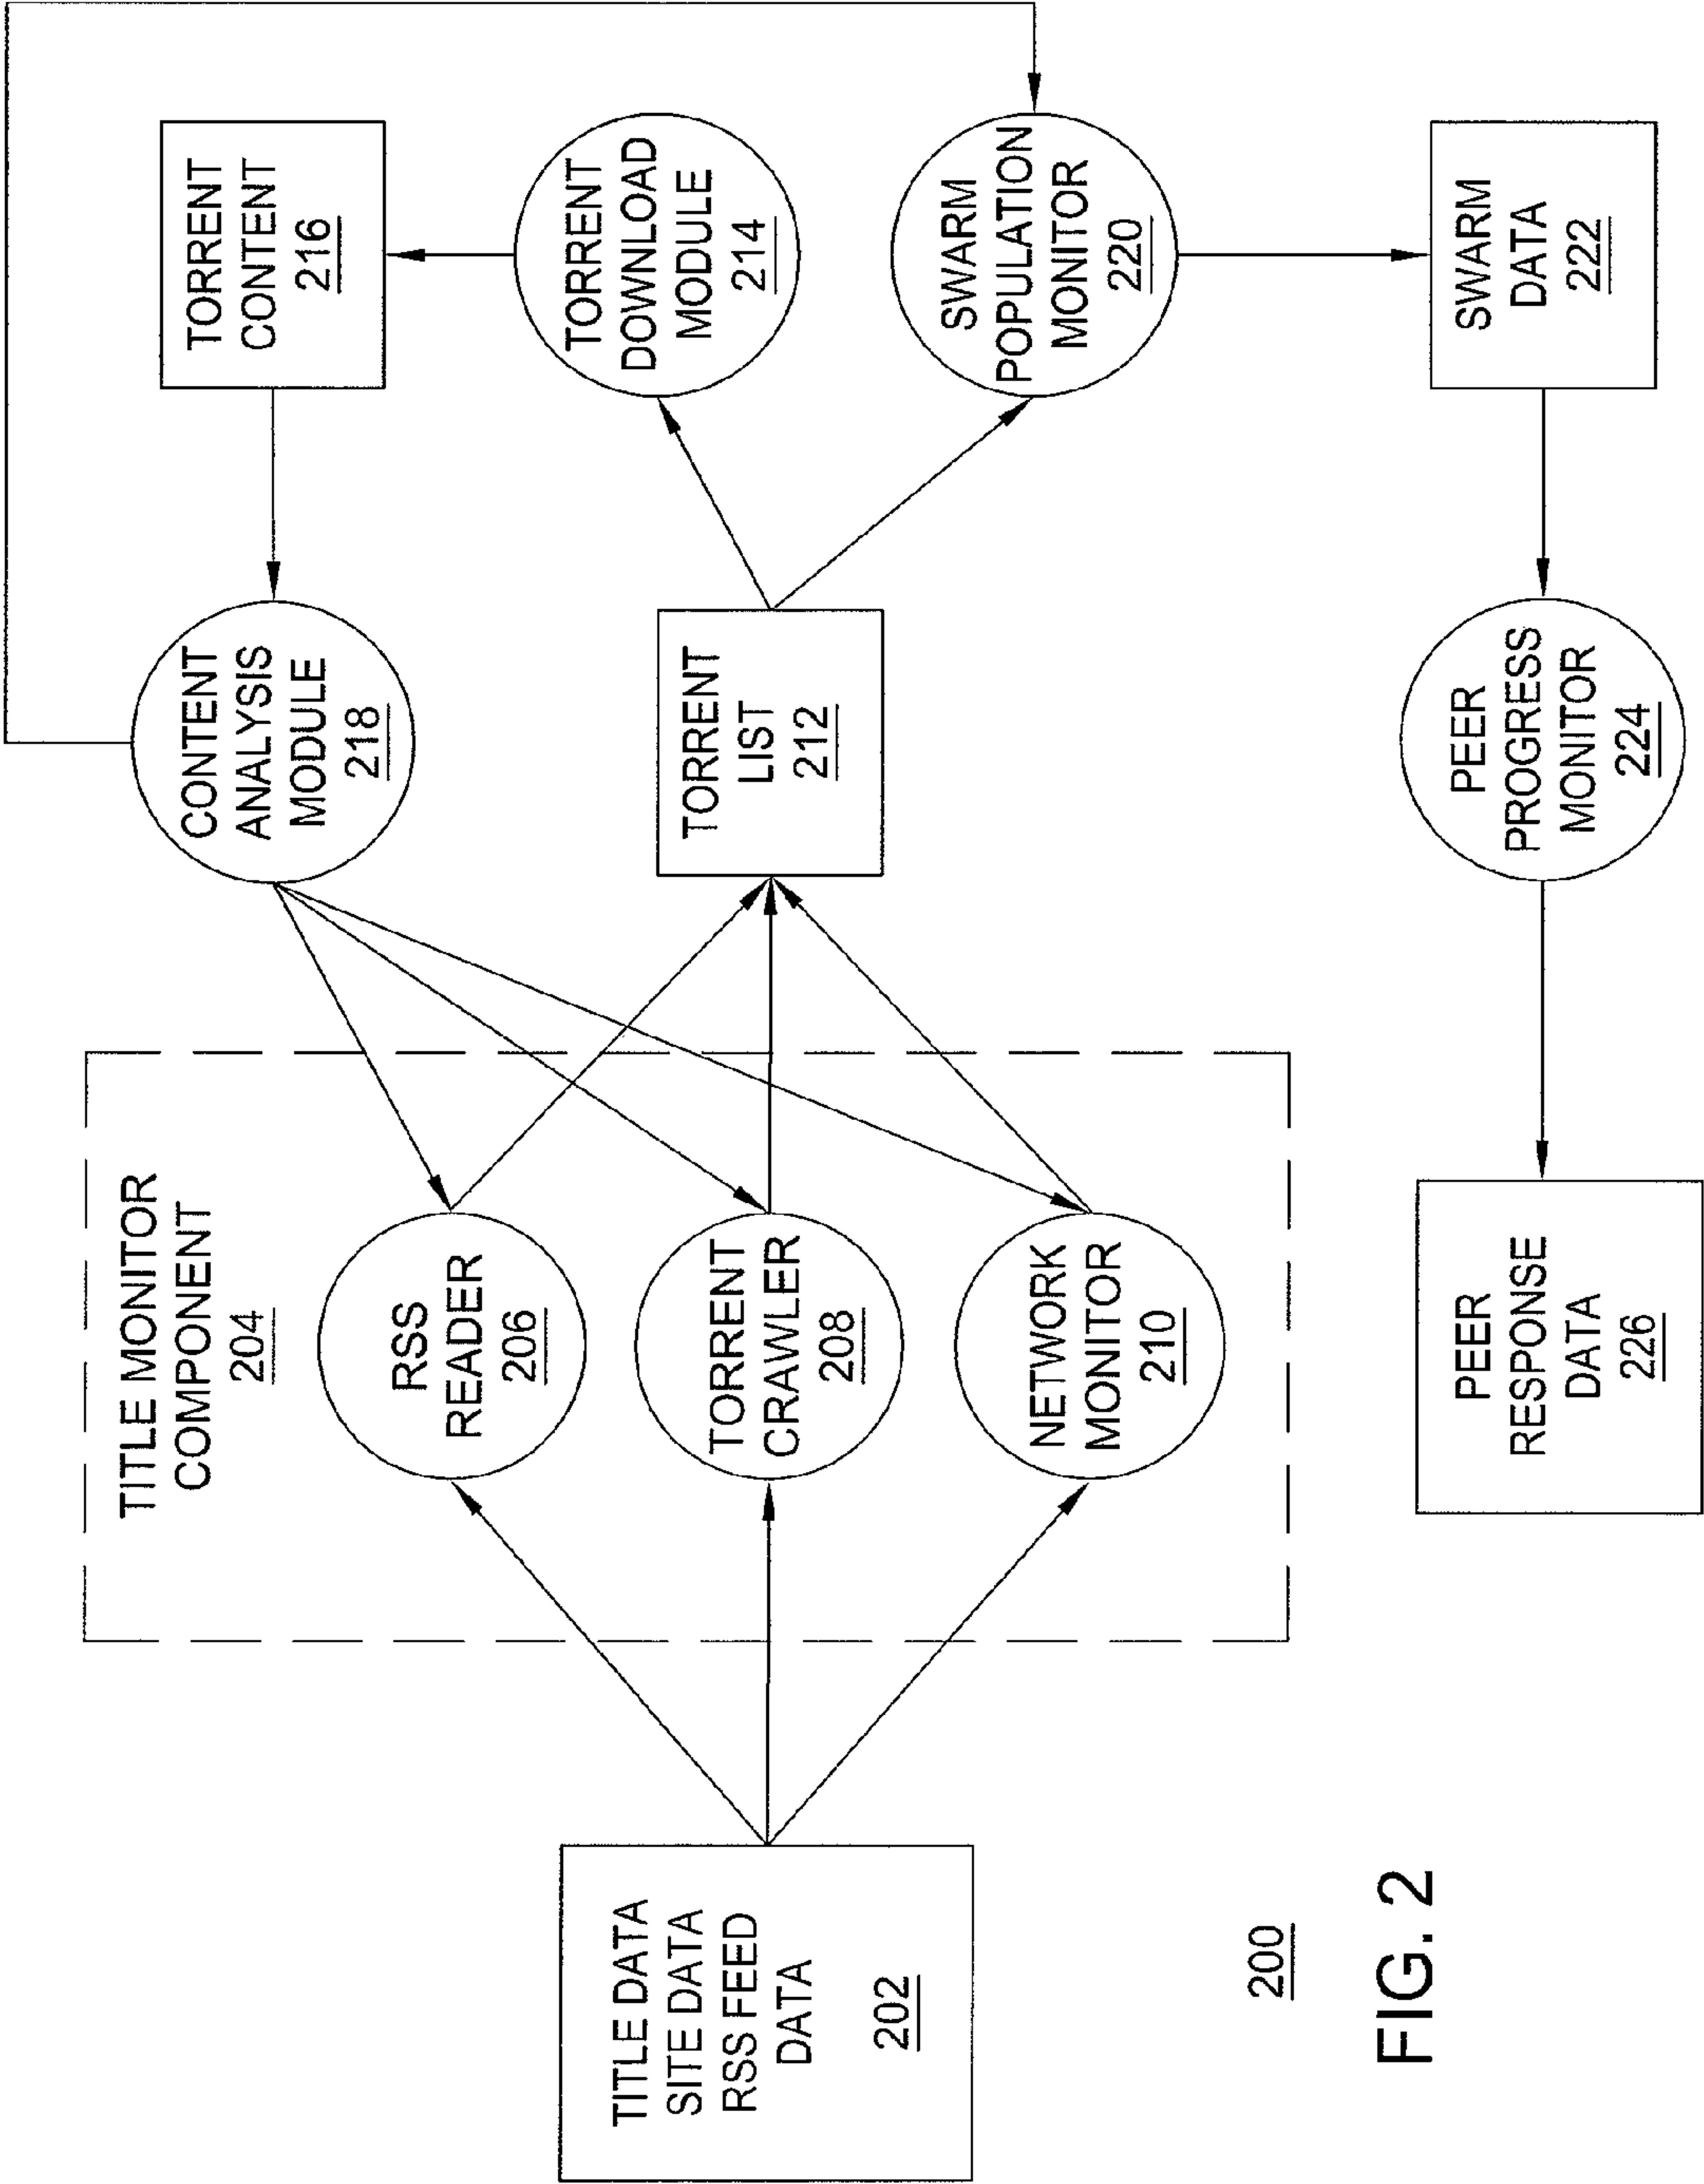 TITLE DATA
SITE DATA
RSS FEED
DATA
202
TITLE MONITOR
COMPONENT
204
RSS
READER
206
TORRENT
CRAWLER
208
NETWORK
MONITOR
210
CONTENT
ANALYSIS
MODULE
218
TORRENT
LIST
212
TORRENT
CONTENT
216
TORRENT
DOWNLOAD
MODULE
214
SWARM
POPULATION
MONITOR
220
SWARM
DATA
222
PEER
PROGRESS
MONITOR
224
PEER
RESPONSE
DATA
226
200
FIG. 2